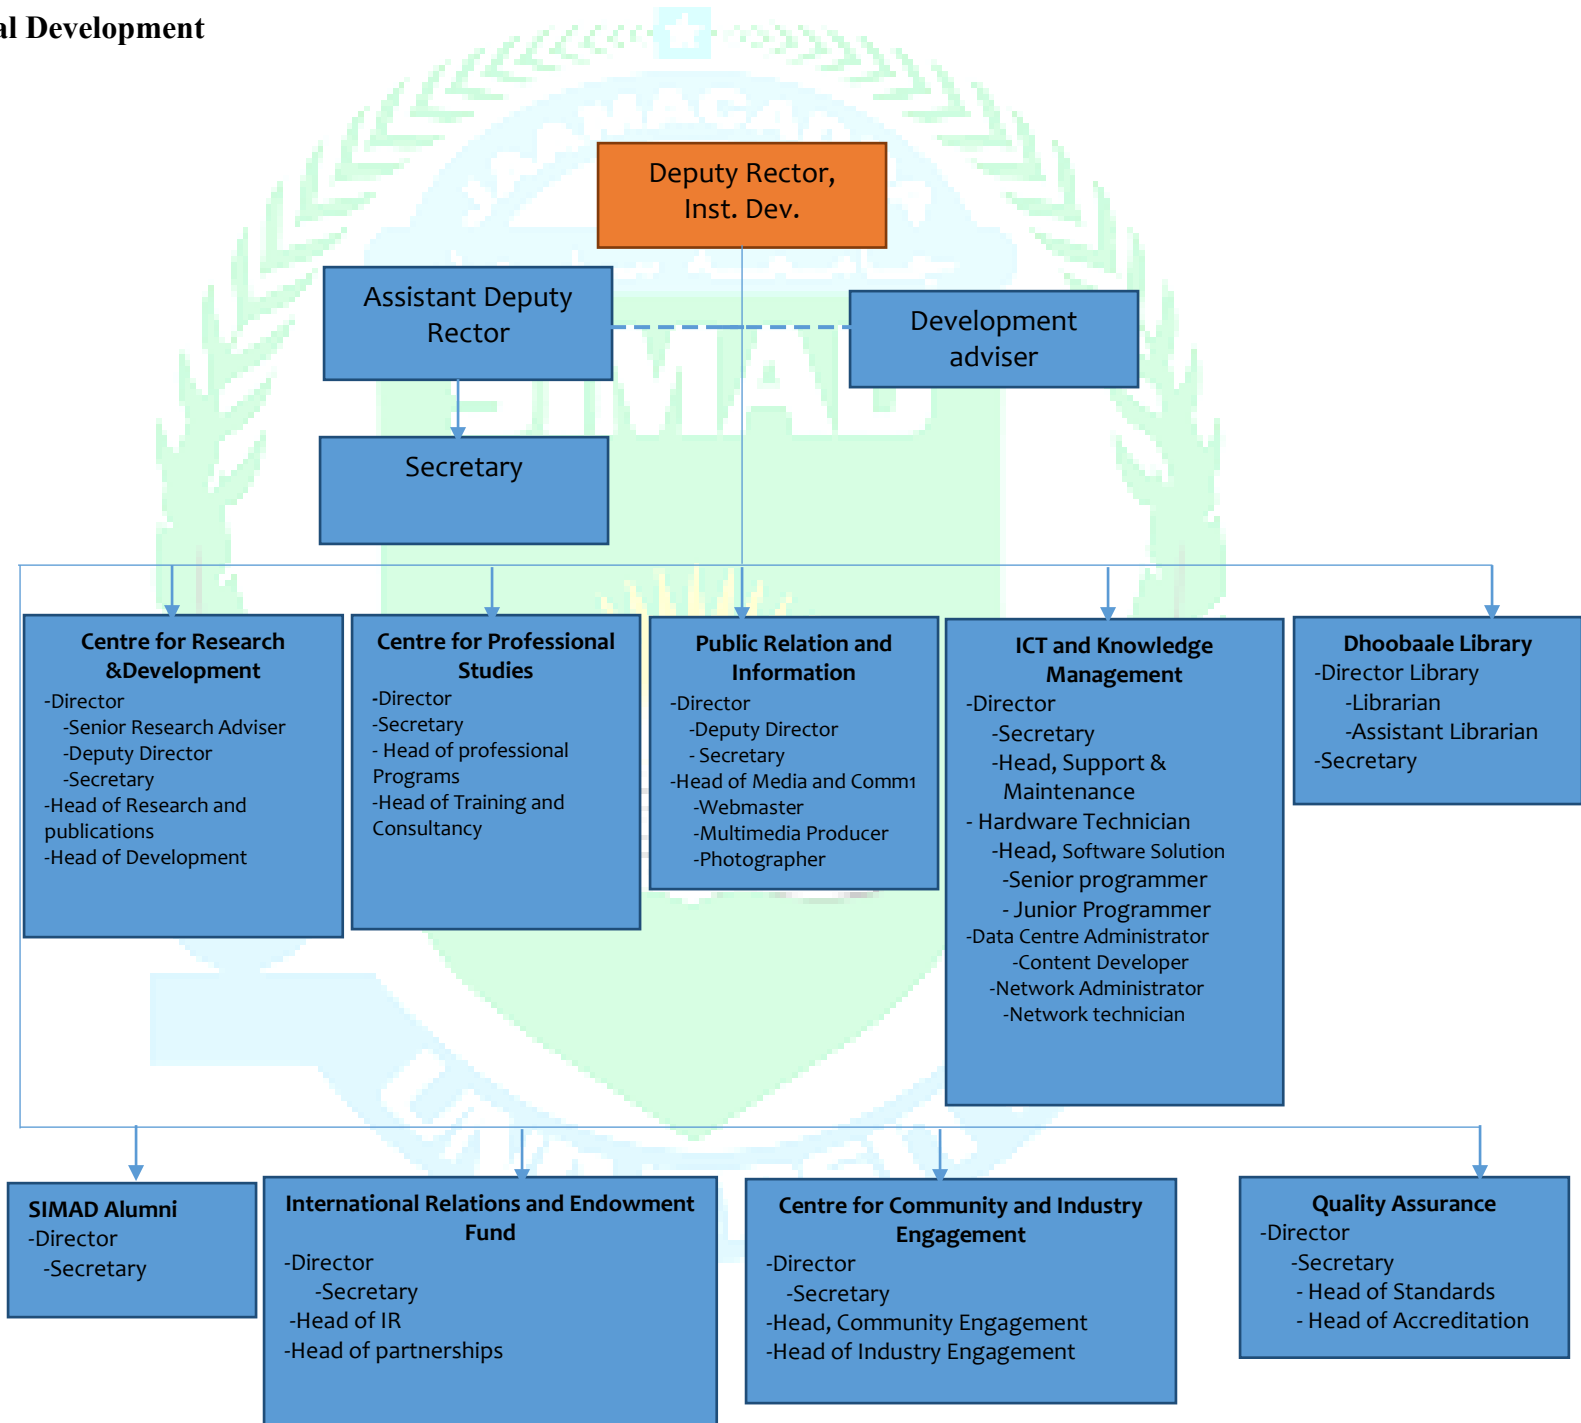 al Development
JAAMACADDA
Deputy Rector,
Inst. Dev.
Assistant Deputy
Rector
Development
adviser
SIMAD
Secretary
Centre for Research
&Development
-Director
-Senior Research Adviser
-Deputy Director
-Secretary
-Head of Research and
publications
-Head of Development
Centre for Professional
Studies
-Director
-Secretary
- Head of professional
Programs
-Head of Training and
Consultancy
Public Relation and
Information
-Director
-Deputy Director
- Secretary
-Head of Media and Comm1
-Webmaster
-Multimedia Producer
-Photographer
ICT and Knowledge
Management
-Director
-Secretary
-Head, Support &
Maintenance
- Hardware Technician
-Head, Software Solution
-Senior programmer
- Junior Programmer
-Data Centre Administrator
-Content Developer
-Network Administrator
-Network technician
Dhoobaale Library
-Director Library
-Librarian
-Assistant Librarian
-Secretary
SIMAD Alumni
-Director
-Secretary
International Relations and Endowment
Fund
-Director
-Secretary
-Head of IR
-Head of partnerships
Centre for Community and Industry
Engagement
-Director
-Secretary
-Head, Community Engagement
-Head of Industry Engagement
Quality Assurance
-Director
-Secretary
- Head of Standards
- Head of Accreditation